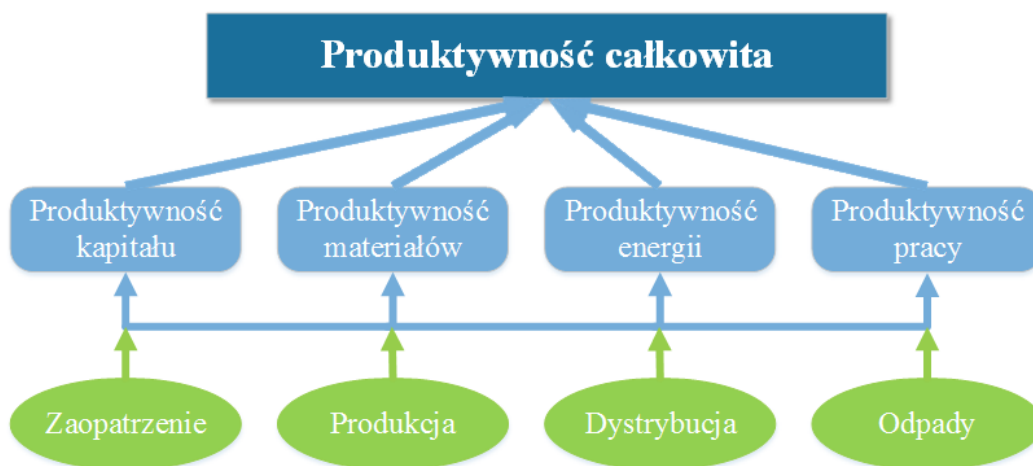 Produktywność całkowita
Produktywność
kapitału
Produktywność
materiałów
Produktywność
energii
Produktywność
pracy
Zaopatrzenie
Produkcja
Dystrybucja
Odpady